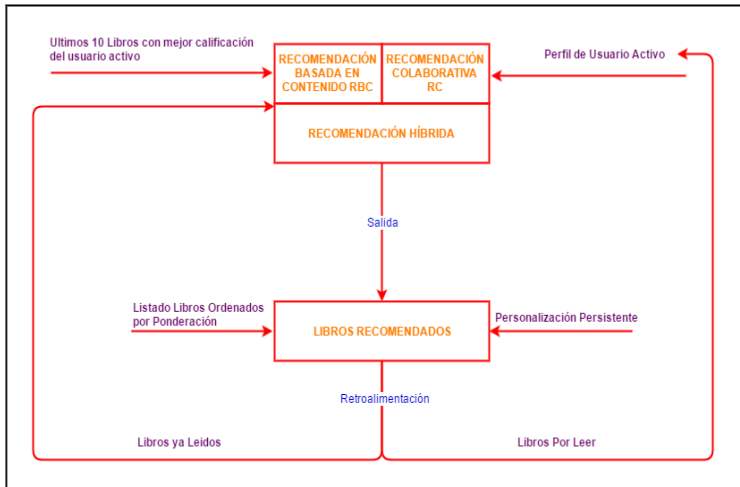 Ultimos 10 Libros con mejor calificación
del usuario activo
RECOMENDACIÓN
BASADA EN
CONTENIDO RBC
RECOMENDACIÓN
COLABORATIVA
RC
Perfil de Usuario Activo
RECOMENDACIÓN HÍBRIDA
Salida
Listado Libros Ordenados
por Ponderación
LIBROS RECOMENDADOS
Personalización Persistente
Retroalimentación
Libros ya Leidos
Libros Por Leer